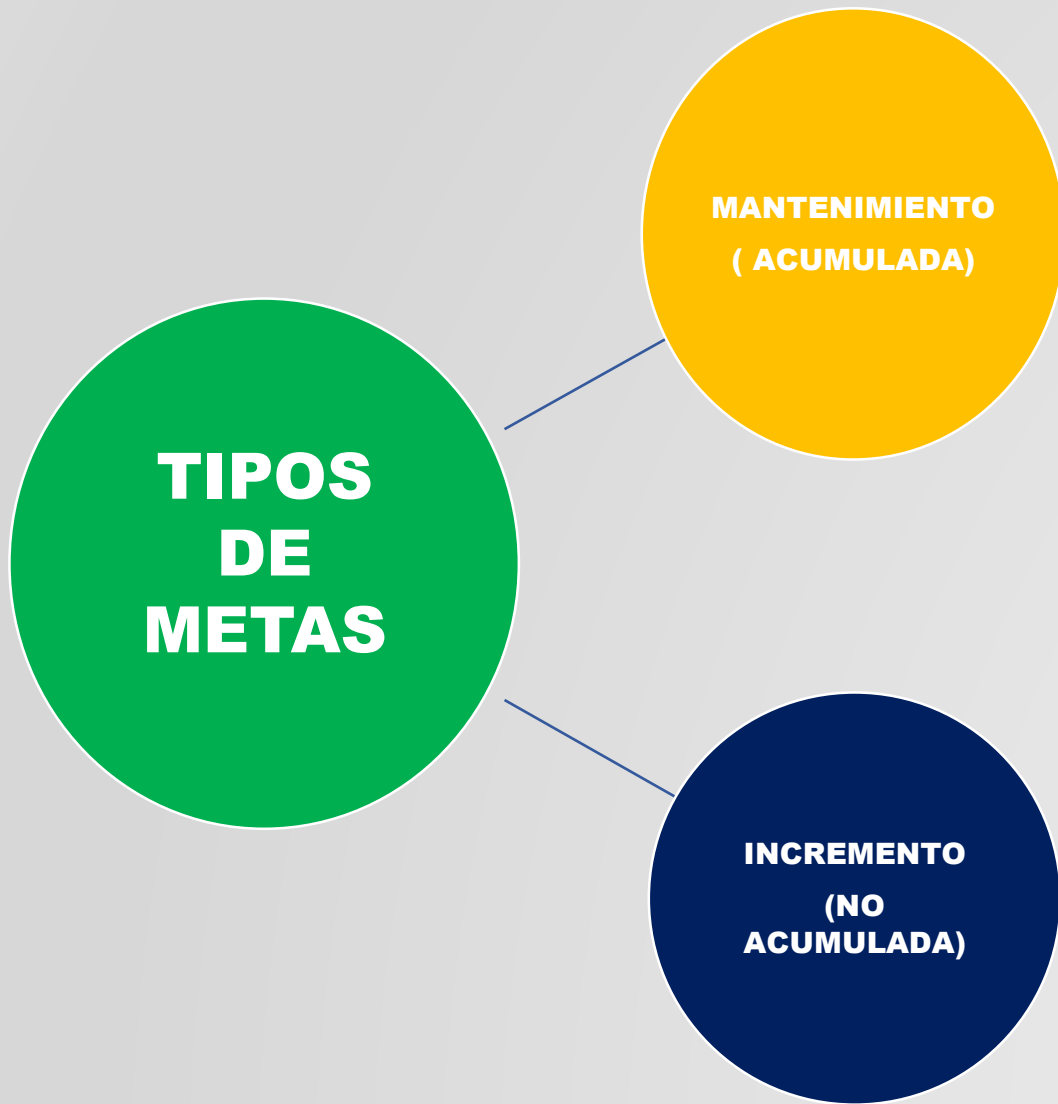 TIPOS
DE
METAS
MANTENIMIENTO
( ACUMULADA)
INCREMENTO
(NO
ACUMULADA)